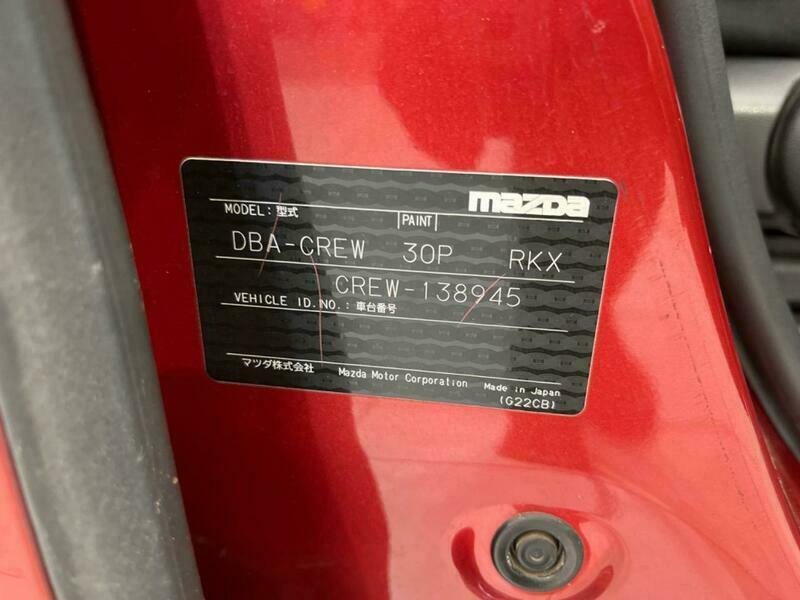 mazda
MODEL: 型式 PAINT
DBA-CREW 30P RKX
CREW-138945
VEHICLE ID.NO.: 車台番号
マツダ株式会社 Mazda Motor Corporation Made in Japan
(G22CB)